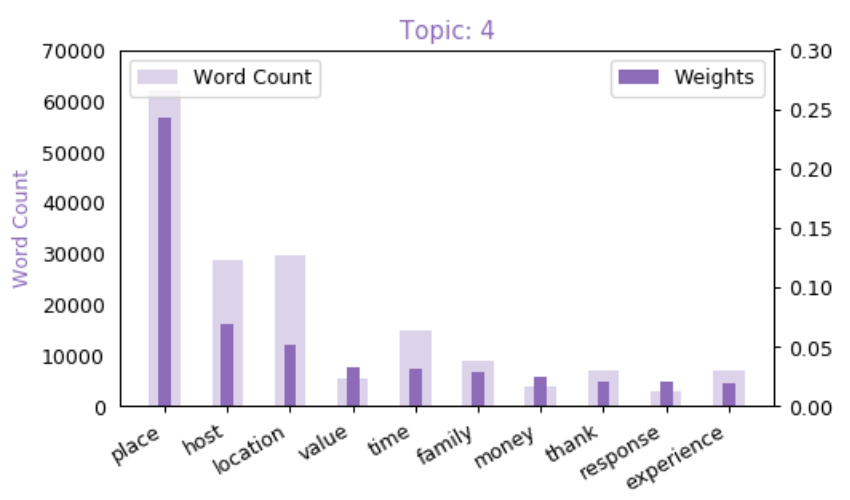 Topic: 4
Word Count
Weights
Word Count
70000
60000
50000
40000
30000
20000
10000
0
0.30
0.25
0.20
0.15
0.10
0.05
0.00
place
host
location
value
time
family
money
thank
response
experience